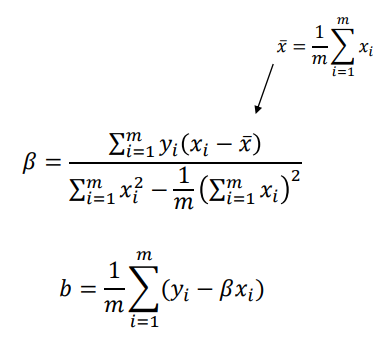 x̄ = 1/m ∑_{i=1}^{m} x_i
β = ∑_{i=1}^{m} y_i(x_i − x̄) / (∑_{i=1}^{m} x_i^2 − 1/m (∑_{i=1}^{m} x_i)^2)
b = 1/m ∑_{i=1}^{m} (y_i − βx_i)